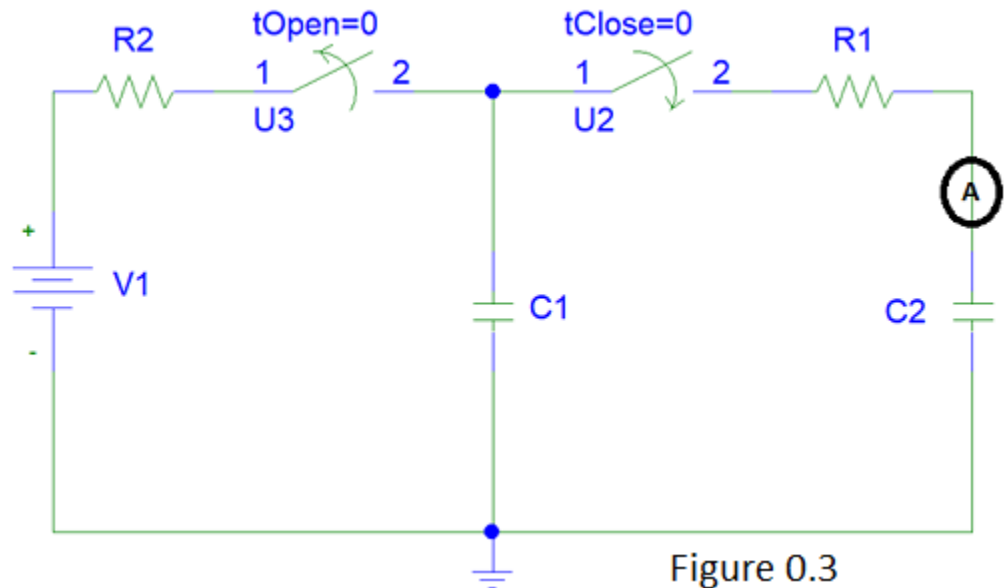 tOpen=0
tClose=0
R2
R1
1
2
1
2
U3
U2
A
+
V1
C1
C2
-
Figure 0.3